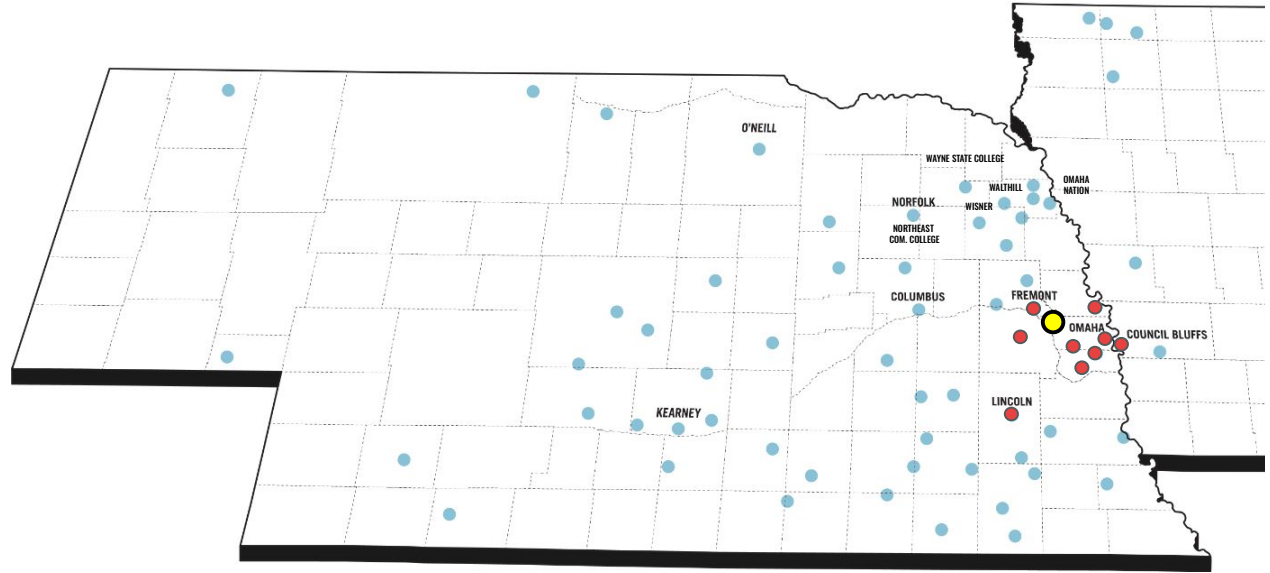 O'NEILL
WAYNE STATE COLLEGE
OMAHA
NATION
WALTHILL
NORFOLK
WISNER
NORTHEAST
COM. COLLEGE
COLUMBUS
FREMONT
OMAHA
COUNCIL BLUFFS
LINCOLN
KEARNEY